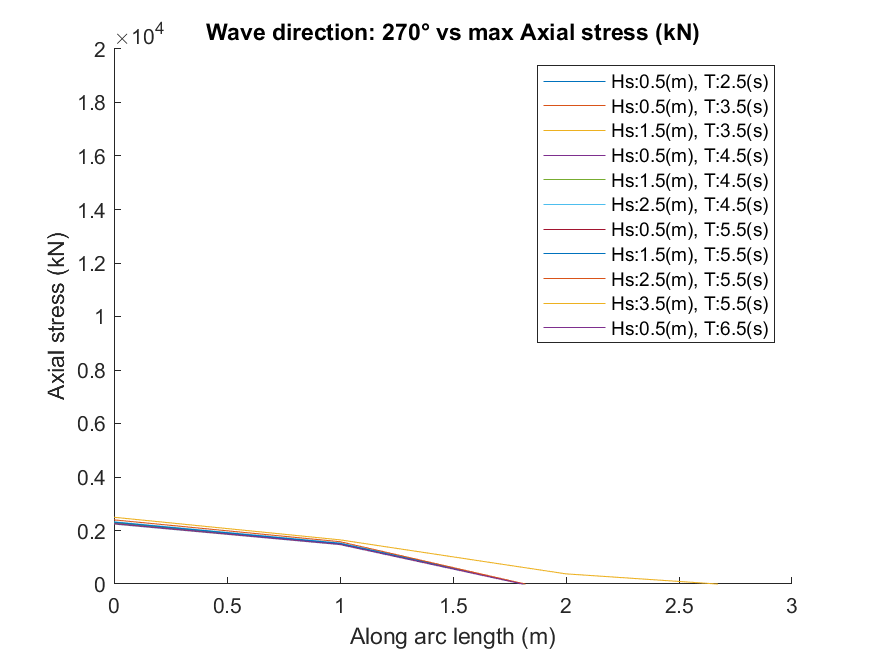 Wave direction: 270° vs max Axial stress (kN)
×10⁴
2
1.8
1.6
1.4
1.2
1
0.8
0.6
0.4
0.2
0
Axial stress (kN)
Hs:0.5(m), T:2.5(s)
Hs:0.5(m), T:3.5(s)
Hs:1.5(m), T:3.5(s)
Hs:0.5(m), T:4.5(s)
Hs:1.5(m), T:4.5(s)
Hs:2.5(m), T:4.5(s)
Hs:0.5(m), T:5.5(s)
Hs:1.5(m), T:5.5(s)
Hs:2.5(m), T:5.5(s)
Hs:3.5(m), T:5.5(s)
Hs:0.5(m), T:6.5(s)
0 0.5 1 1.5 2 2.5 3
Along arc length (m)